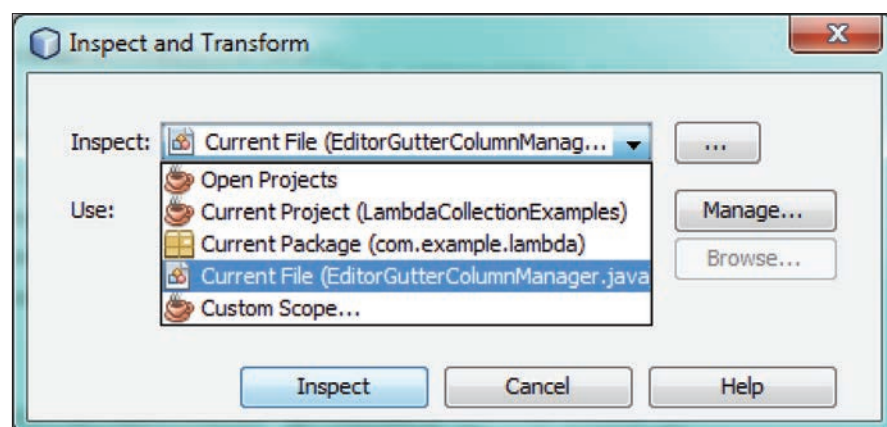 Inspect and Transform
Inspect: Current File (EditorGutterColumnManag... ...
Open Projects
Use: Current Project (LambdaCollectionExamples) Manage...
Current Package (com.example.lambda)
Browse...
Current File (EditorGutterColumnManager.java
Custom Scope...
Inspect Cancel Help